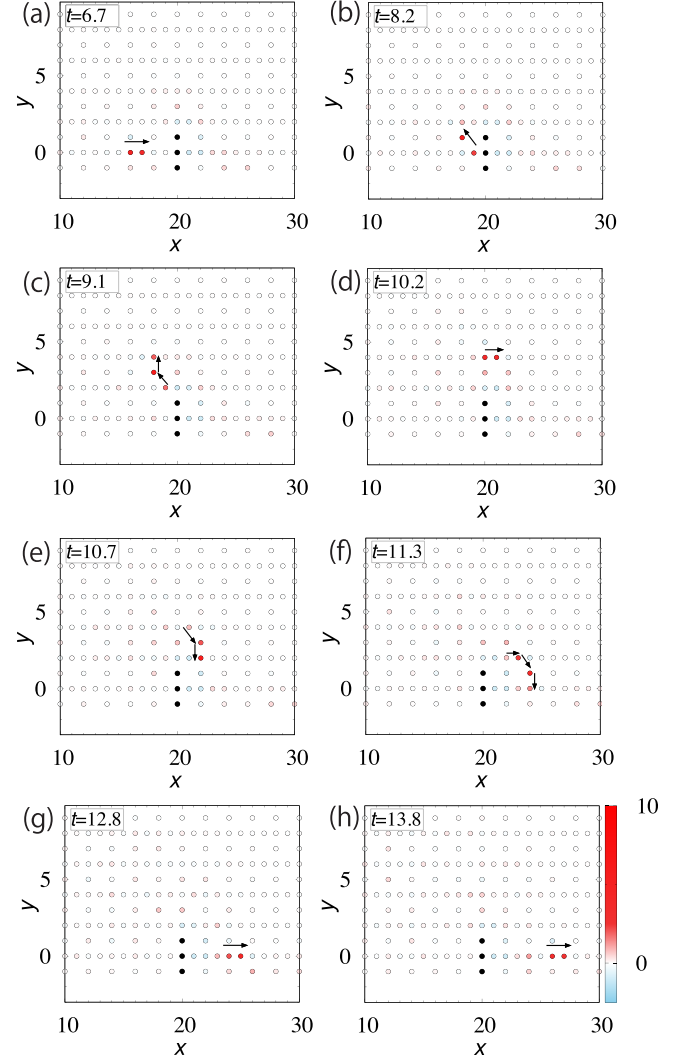 (a) t=6.7
y
5
0
10 20 30
x
(b) t=8.2
y
5
0
10 20 30
x
(c) t=9.1
y
5
0
10 20 30
x
(d) t=10.2
y
5
0
10 20 30
x
(e) t=10.7
y
5
0
10 20 30
x
(f) t=11.3
y
5
0
10 20 30
x
(g) t=12.8
y
5
0
10 20 30
x
(h) t=13.8
y
5
0
10 20 30
x
10
0